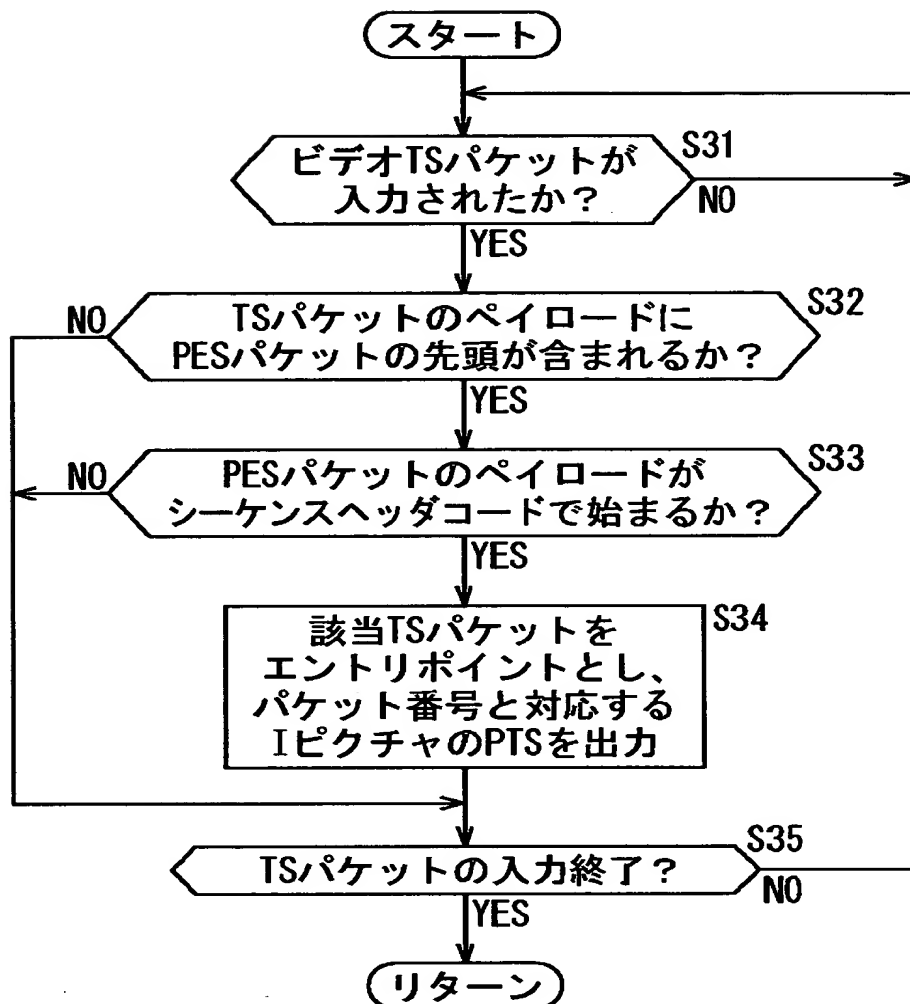 スタート
ビデオTSパケットが
入力されたか？
S31
NO
YES
TSパケットのペイロードに
PESパケットの先頭が含まれるか？
S32
NO
YES
PESパケットのペイロードが
シーケンスヘッダコードで始まるか？
S33
NO
YES
該当TSパケットを
エントリポイントとし、
パケット番号と対応する
IピクチャのPTSを出力
S34
TSパケットの入力終了？
S35
NO
YES
リターン